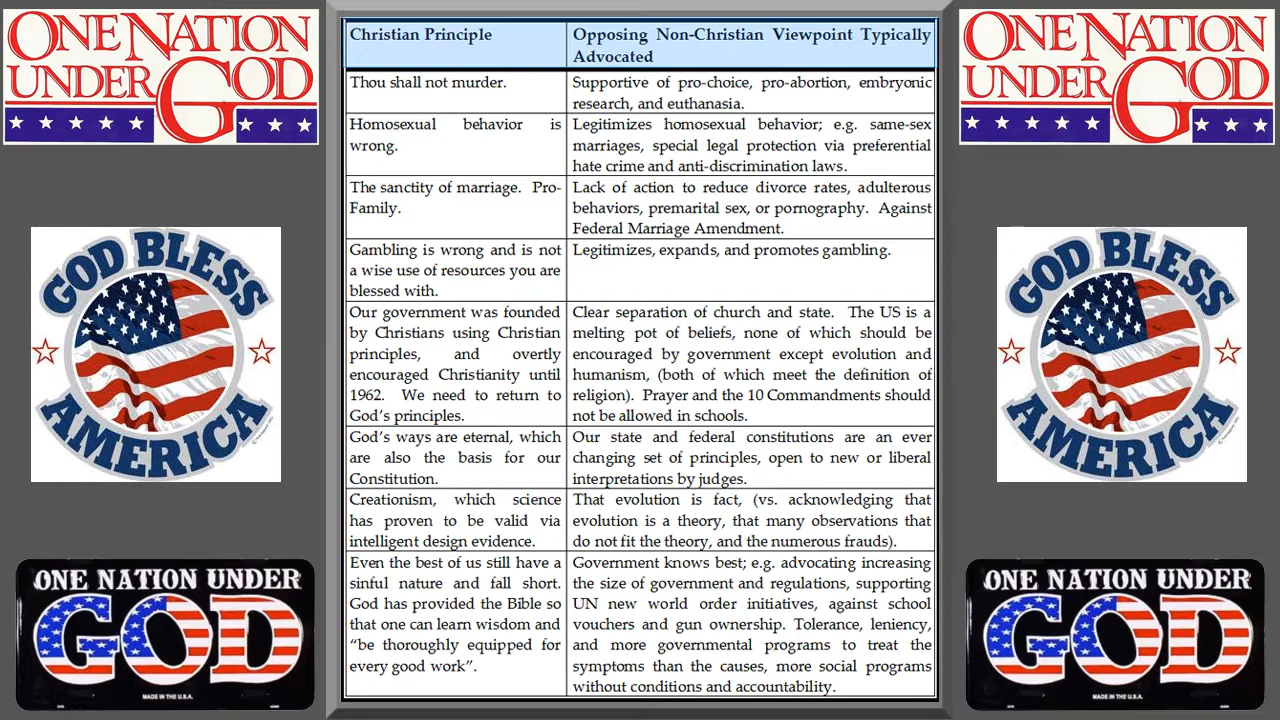 ONE NATION
UNDER GOD
Christian Principle
Opposing Non-Christian Viewpoint Typically
Advocated
Thou shall not murder.
Supportive of pro-choice, pro-abortion, embryonic
research, and euthanasia.
Homosexual behavior is
wrong.
Legitimizes homosexual behavior; e.g. same-sex
marriages, special legal protection via preferential
hate crime and anti-discrimination laws.
The sanctity of marriage. Pro-
Family.
Lack of action to reduce divorce rates, adulterous
behaviors, premarital sex, or pornography. Against
Federal Marriage Amendment.
Gambling is wrong and is not
a wise use of resources you are
blessed with.
Legitimizes, expands, and promotes gambling.
Our government was founded
by Christians using Christian
principles, and overtly
encouraged Christianity until
1962. We need to return to
God's principles.
Clear separation of church and state. The US is a
melting pot of beliefs, none of which should be
encouraged by government except evolution and
humanism, (both of which meet the definition of
religion). Prayer and the 10 Commandments should
not be allowed in schools.
God's ways are eternal, which
are also the basis for our
Constitution.
Our state and federal constitutions are an ever
changing set of principles, open to new or liberal
interpretations by judges.
Creationism, which science
has proven to be valid via
intelligent design evidence.
That evolution is fact, (vs. acknowledging that
evolution is a theory, that many observations that
do not fit the theory, and the numerous frauds).
Even the best of us still have a
sinful nature and fall short.
God has provided the Bible so
that one can learn wisdom and
"be thoroughly equipped for
every good work".
Government knows best; e.g. advocating increasing
the size of government and regulations, supporting
UN new world order initiatives, against school
vouchers and gun ownership. Tolerance, leniency,
and more governmental programs to treat the
symptoms than the causes, more social programs
without conditions and accountability.
ONE NATION
UNDER GOD
GOD BLESS
AMERICA
GOD BLESS
AMERICA
ONE NATION UNDER
GOD
MADE IN THE U.S.A.
ONE NATION UNDER
GOD
MADE IN THE U.S.A.